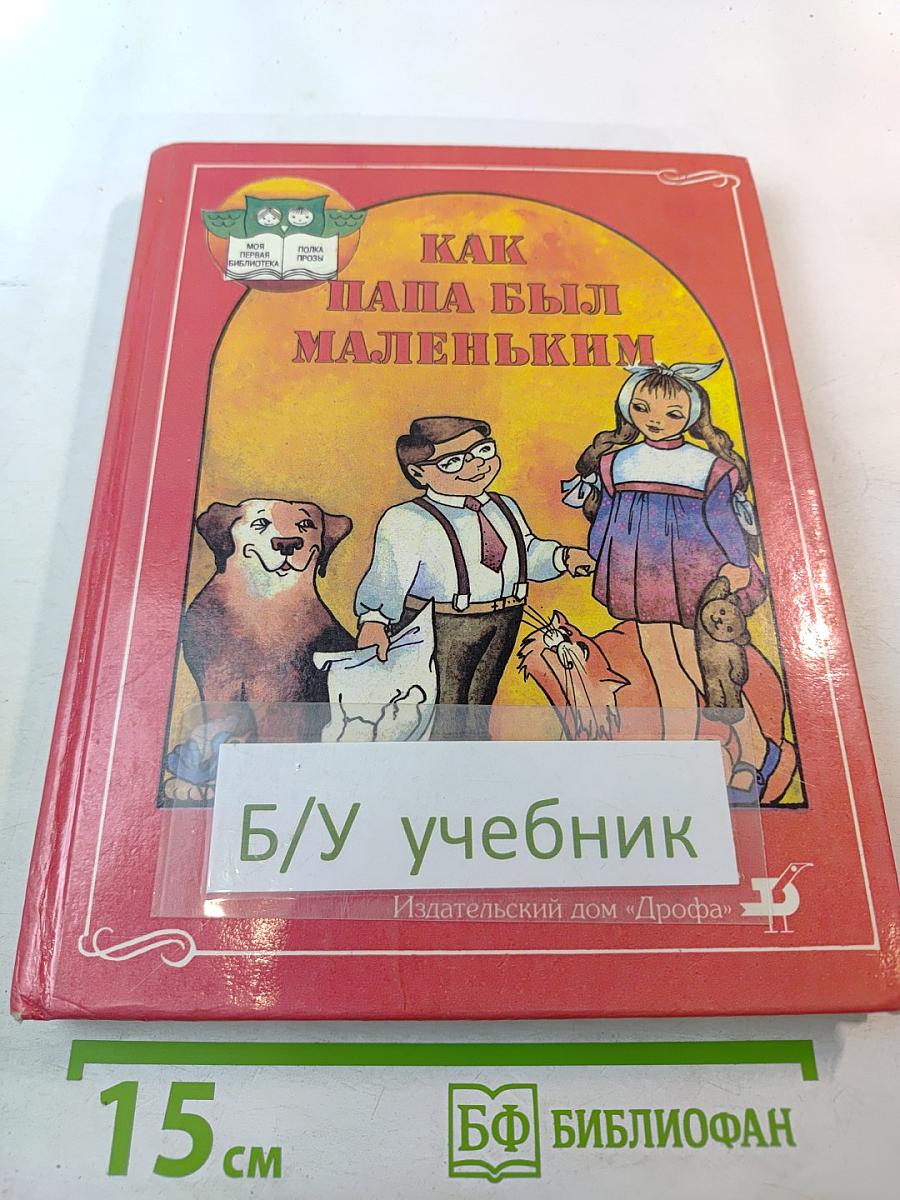 МОЯ
ПЕРВАЯ
БИБЛИОТЕКА
ПОЛКА
ПРОЗЫ
КАК
ПАПА БЫЛ
МАЛЕНЬКИМ
Б/У учебник
Издательский дом «Дрофа»
15 см
БФ БИБЛИОФАН